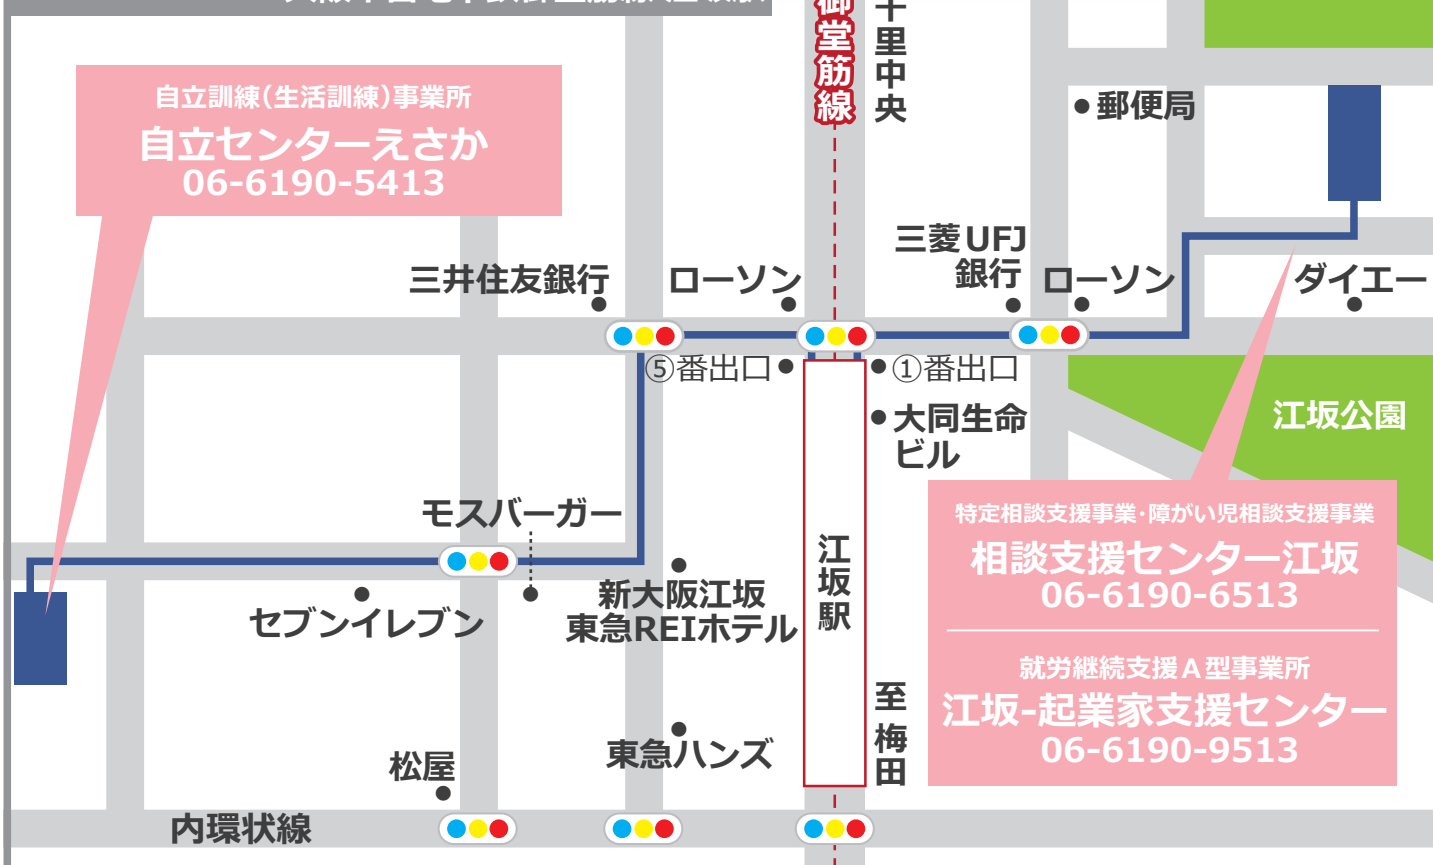 御堂筋線
千里中央
自立訓練(生活訓練)事業所
自立センターえさか
06-6190-5413
郵便局
三井住友銀行
ローソン
三菱UFJ
銀行
ローソン
ダイエー
⑤番出口
①番出口
大同生命
ビル
江坂公園
モスバーガー
セブンイレブン
新大阪江坂
東急REIホテル
江坂駅
特定相談支援事業・障がい児相談支援事業
相談支援センター江坂
06-6190-6513
就労継続支援A型事業所
江坂-起業家支援センター
06-6190-9513
至梅田
東急ハンズ
松屋
内環状線